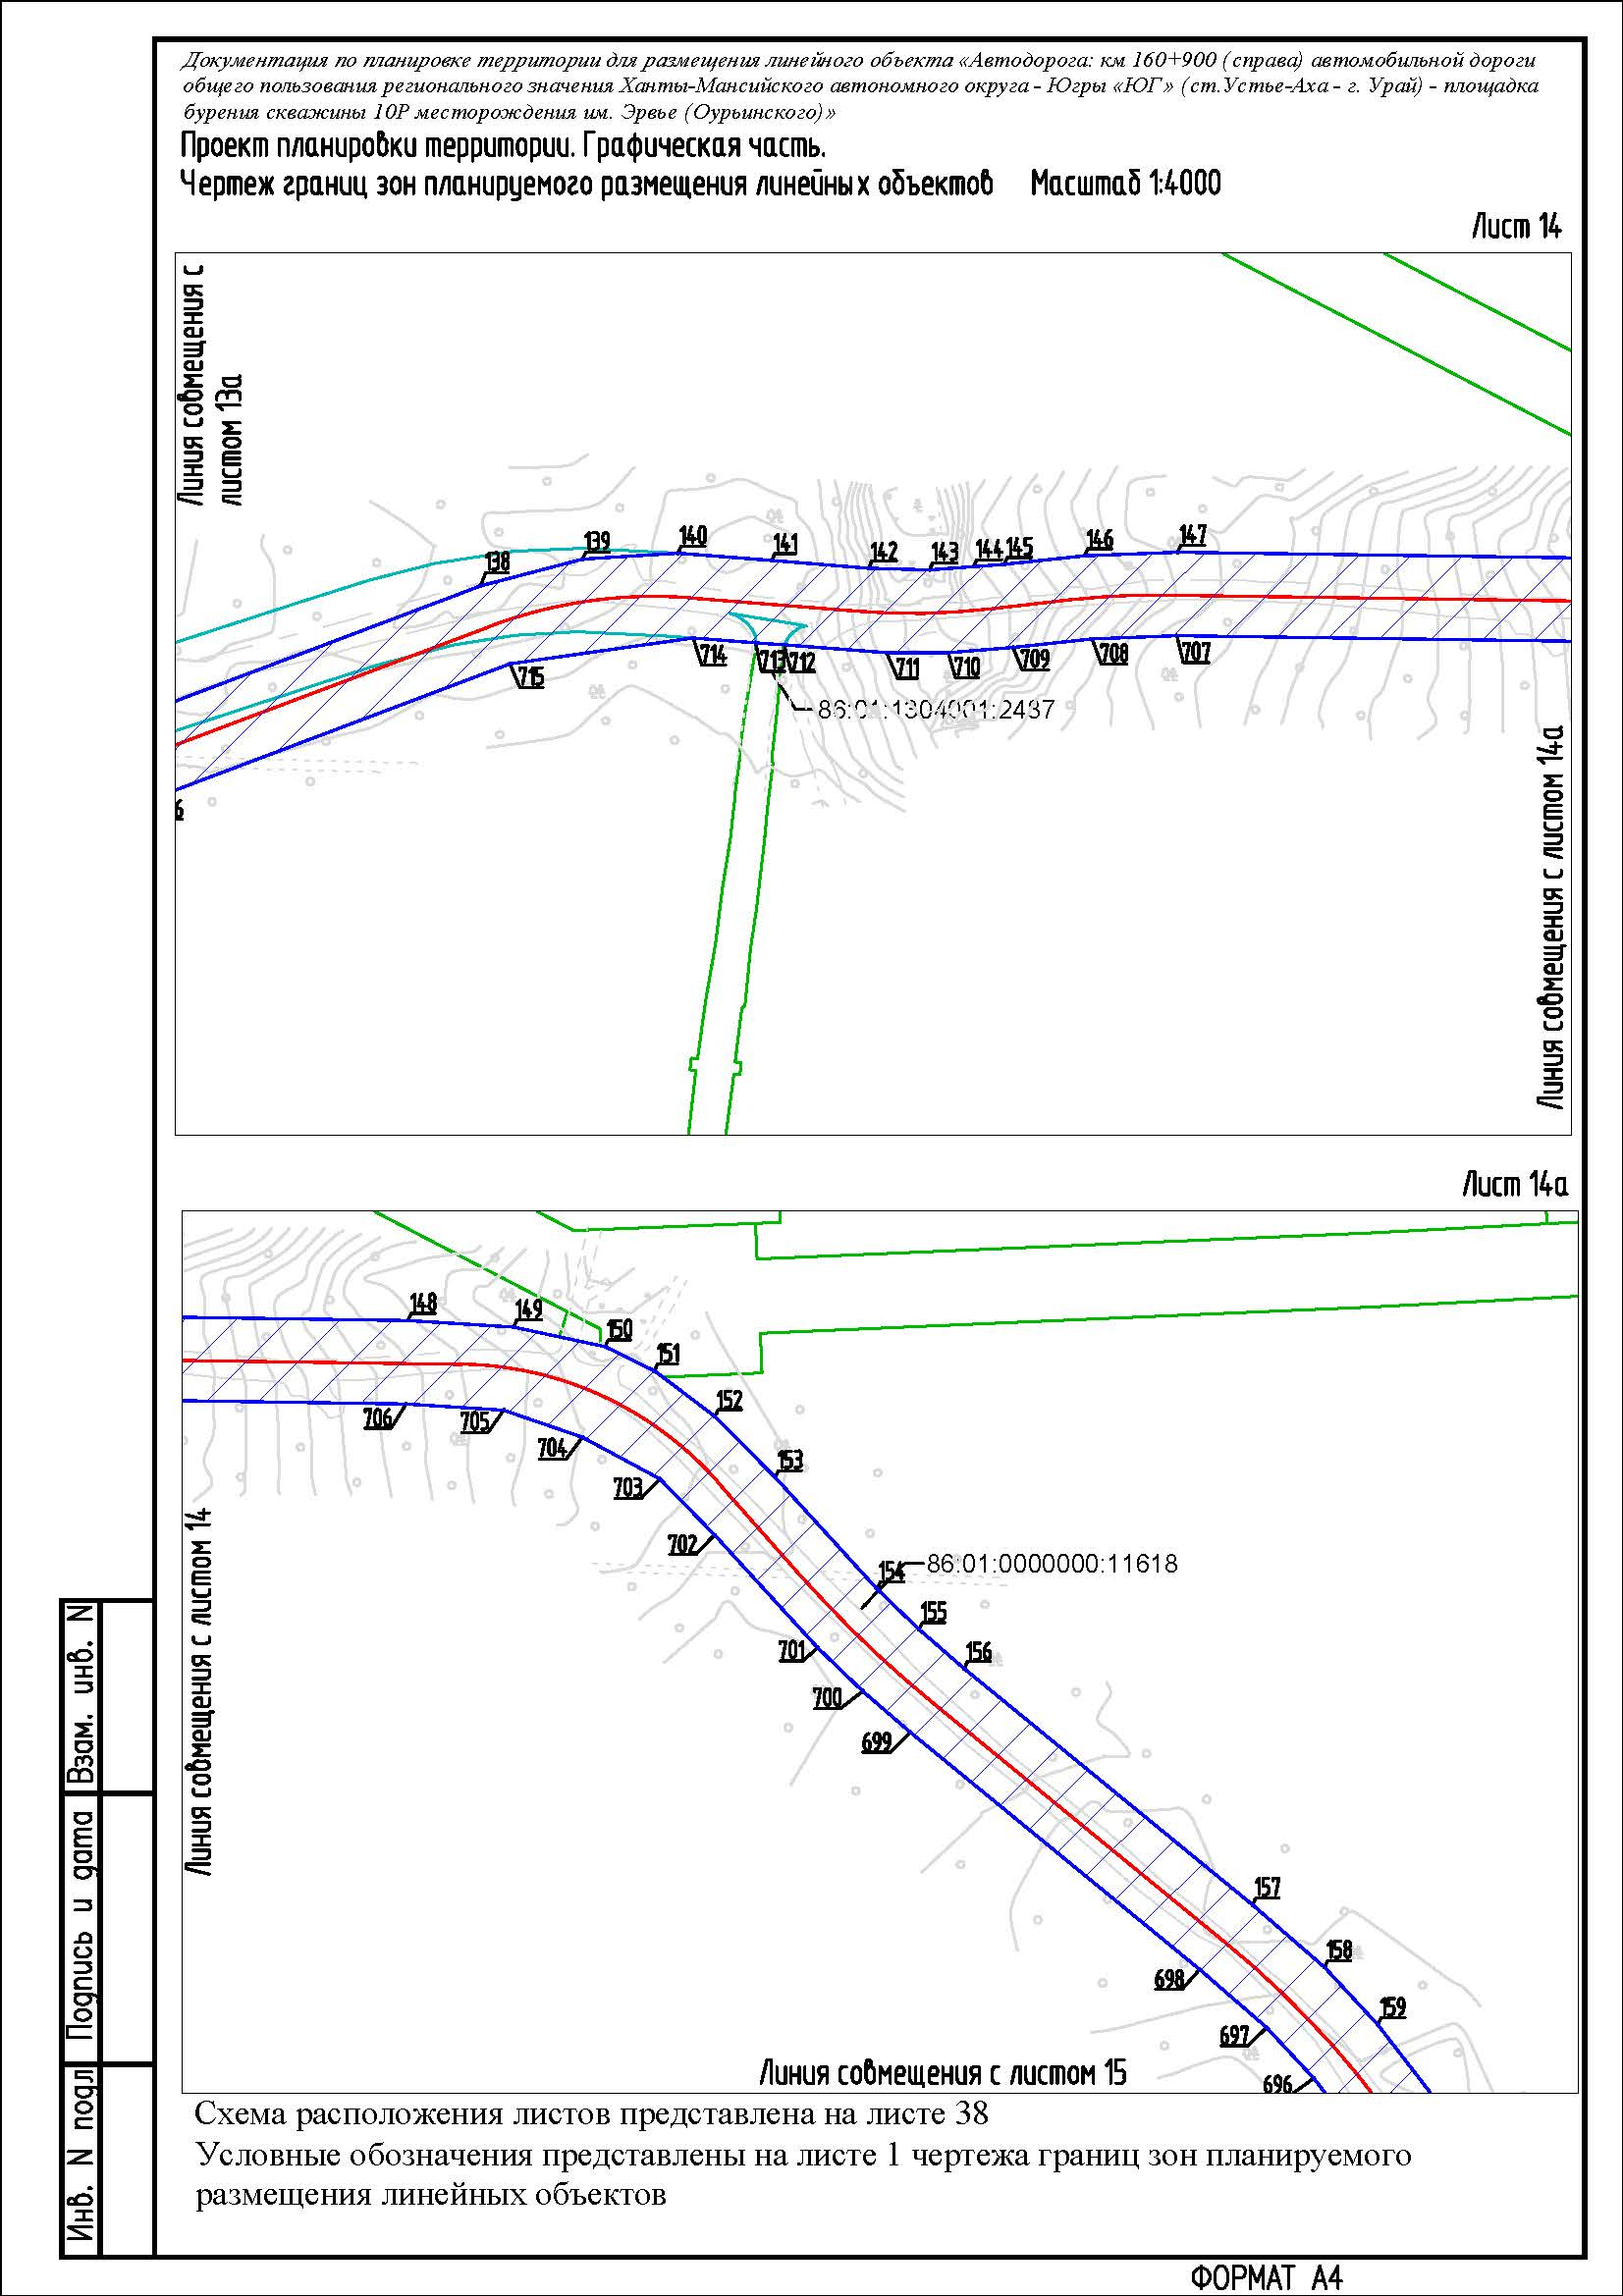 Документация по планировке территории для размещения линейного объекта «Автодорога: км 160+900 (справа) автомобильной дороги
общего пользования регионального значения Ханты-Мансийского автономного округа - Югры «ЮГ» (ст.Устье-Аха - г. Урай) - площадка
бурения скважины 10Р месторождения им. Эрвье (Оурьинского)»
Проект планировки территории. Графическая часть.
Чертеж границ зон планируемого размещения линейных объектов Масштаб 1:4000
Лист 14
Линия совмещения с
листом 13а
138
139
140
141
142
143
144
145
146
147
715
714
713
712
711
710
709
708
707
6
86:01:1304001:2437
Линия совмещения с листом 14а
Лист 14а
148
149
150
151
152
153
154
155
156
157
158
159
706
705
704
703
702
701
700
699
698
697
696
86:01:0000000:11618
Линия совмещения с листом 14
Линия совмещения с листом 15
Схема расположения листов представлена на листе 38
Условные обозначения представлены на листе 1 чертежа границ зон планируемого
размещения линейных объектов
Взам. инв. N
Подпись и дата
Инв. N подл
ФОРМАТ А4